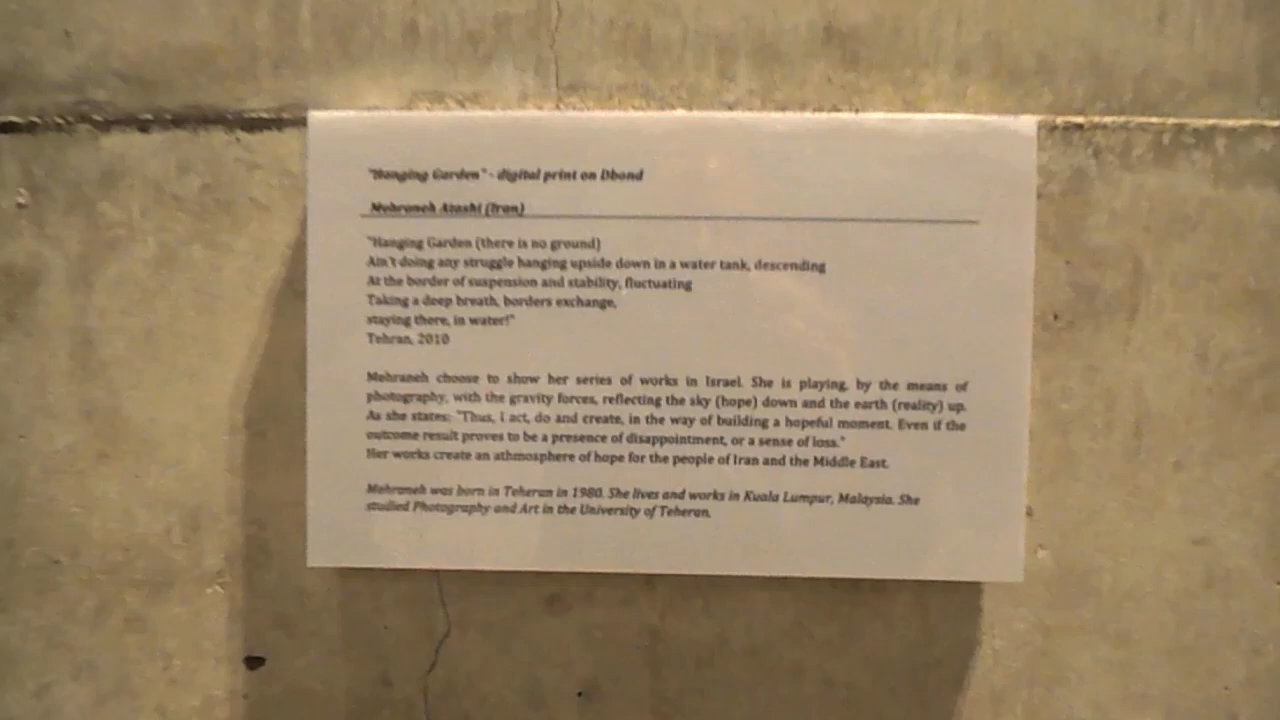 "Hanging Garden" - digital print on Dbond
Mehraneh Atashi (Iran)
"Hanging Garden (there is no ground)
Ain't doing any struggle hanging upside down in a water tank, descending
At the border of suspension and stability, fluctuating
Taking a deep breath, borders exchange,
staying there, in water!"
Tehran, 2010
Mehraneh choose to show her series of works in Israel. She is playing, by the means of
photography, with the gravity forces, reflecting the sky (hope) down and the earth (reality) up.
As she states: "Thus, I act, do and create, in the way of building a hopeful moment. Even if the
outcome result proves to be a presence of disappointment, or a sense of loss."
Her works create an athmosphere of hope for the people of Iran and the Middle East.
Mehraneh was born in Teheran in 1980. She lives and works in Kuala Lumpur, Malaysia. She
studied Photography and Art in the University of Teheran.